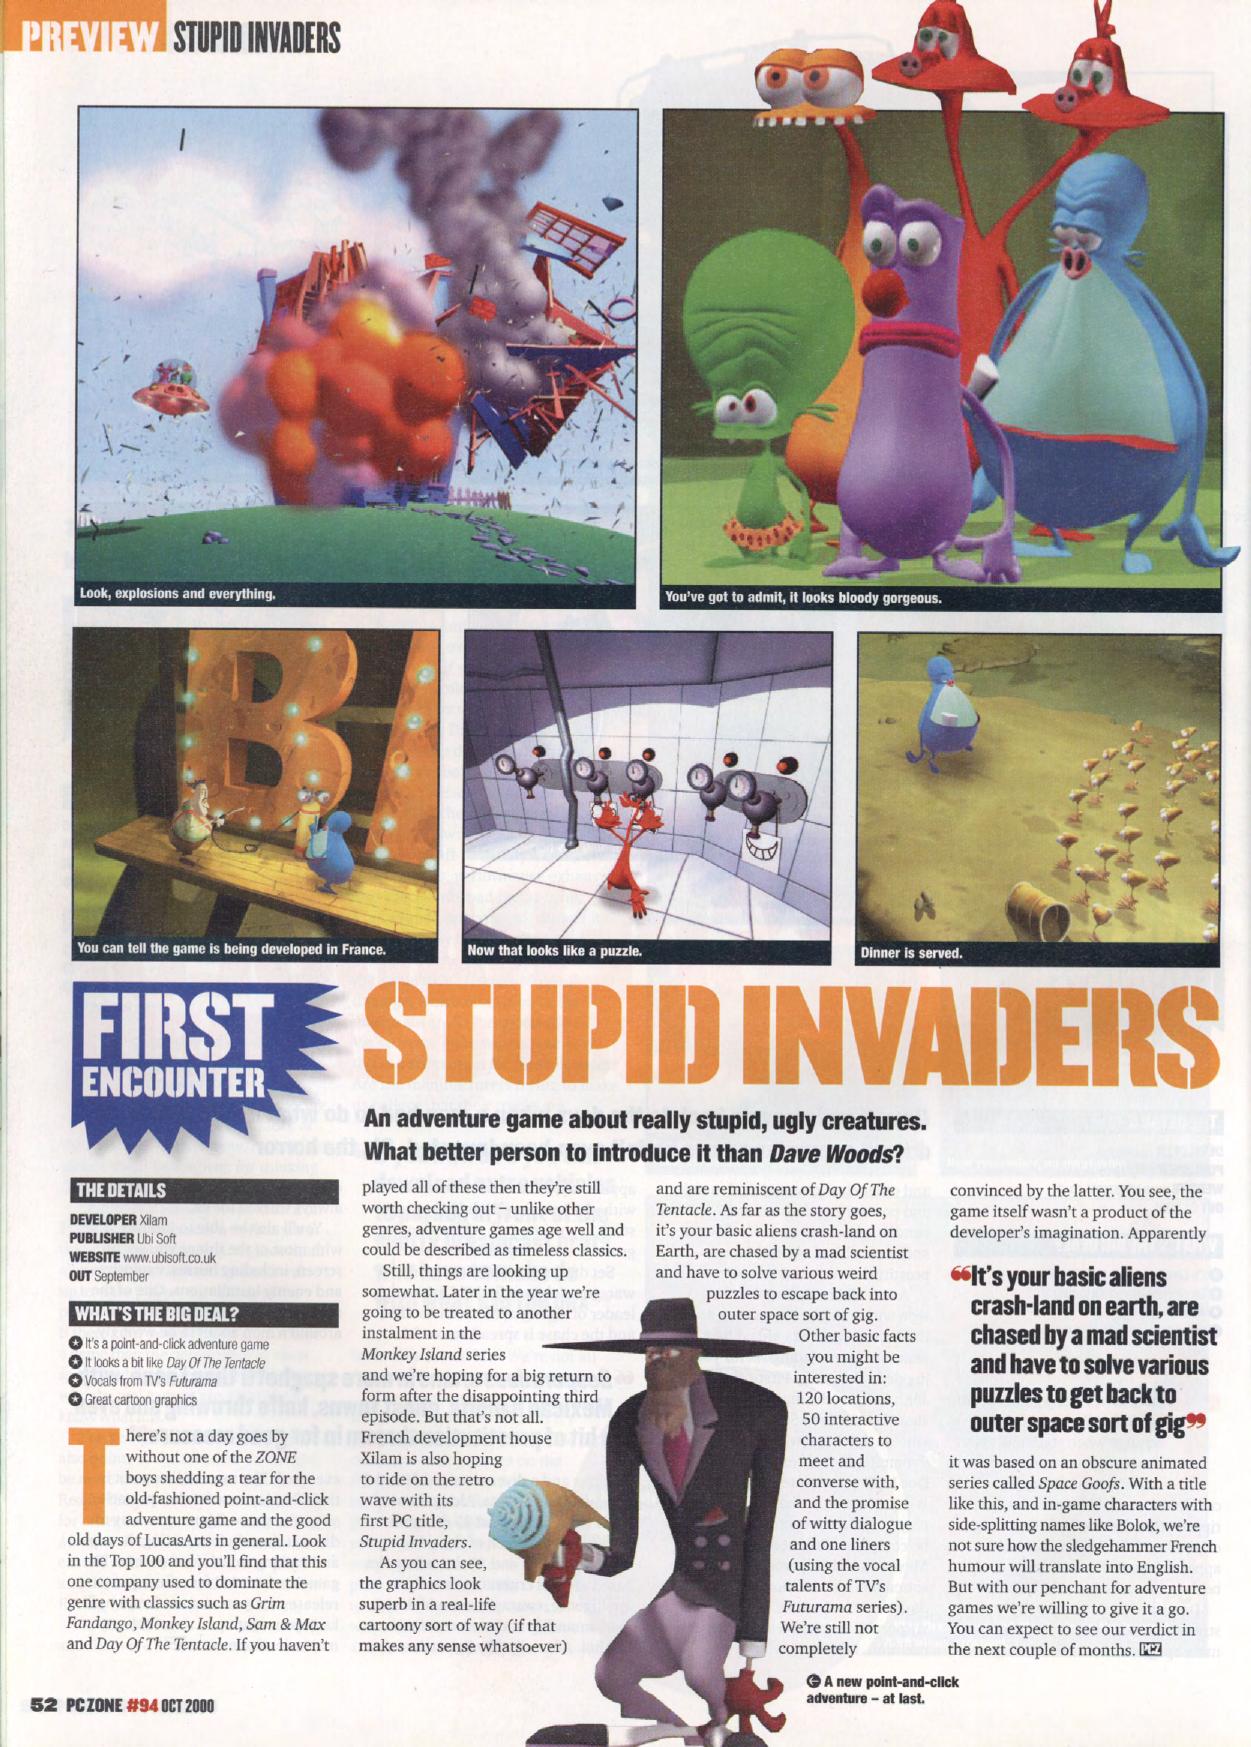 PREVIEW STUPID INVADERS
Look, explosions and everything.
You've got to admit, it looks bloody gorgeous.
B
You can tell the game is being developed in France.
Now that looks like a puzzle.
Dinner is served.
FIRST
ENCOUNTER
STUPID INVADERS
An adventure game about really stupid, ugly creatures.
What better person to introduce it than Dave Woods?
THE DETAILS
DEVELOPER Xilam
PUBLISHER Ubi Soft
WEBSITE www.ubisoft.co.uk
OUT September
WHAT'S THE BIG DEAL?
It's a point-and-click adventure game
It looks a bit like Day Of The Tentacle
Vocals from TV's Futurama
Great cartoon graphics
There's not a day goes by
without one of the ZONE
boys shedding a tear for the
old-fashioned point-and-click
adventure game and the good
old days of LucasArts in general. Look
in the Top 100 and you'll find that this
one company used to dominate the
genre with classics such as Grim
Fandango, Monkey Island, Sam & Max
and Day Of The Tentacle. If you haven't
played all of these then they're still
worth checking out – unlike other
genres, adventure games age well and
could be described as timeless classics.
Still, things are looking up
somewhat. Later in the year we're
going to be treated to another
instalment in the
Monkey Island series
and we're hoping for a big return to
form after the disappointing third
episode. But that's not all.
French development house
Xilam is also hoping
to ride on the retro
wave with its
first PC title,
Stupid Invaders.
As you can see,
the graphics look
superb in a real-life
cartoony sort of way (if that
makes any sense whatsoever)
and are reminiscent of Day Of The
Tentacle. As far as the story goes,
it's your basic aliens crash-land on
Earth, are chased by a mad scientist
and have to solve various weird
puzzles to escape back into
outer space sort of gig.
Other basic facts
you might be
interested in:
120 locations,
50 interactive
characters to
meet and
converse with,
and the promise
of witty dialogue
and one liners
(using the vocal
talents of TV's
Futurama series).
We're still not
completely
convinced by the latter. You see, the
game itself wasn't a product of the
developer's imagination. Apparently
“It's your basic aliens
crash-land on earth, are
chased by a mad scientist
and have to solve various
puzzles to get back to
outer space sort of gig”
it was based on an obscure animated
series called Space Goofs. With a title
like this, and in-game characters with
side-splitting names like Bolok, we're
not sure how the sledgehammer French
humour will translate into English.
But with our penchant for adventure
games we're willing to give it a go.
You can expect to see our verdict in
the next couple of months. PCZ
A new point-and-click
adventure – at last.
52 PCZONE #94 OCT 2000